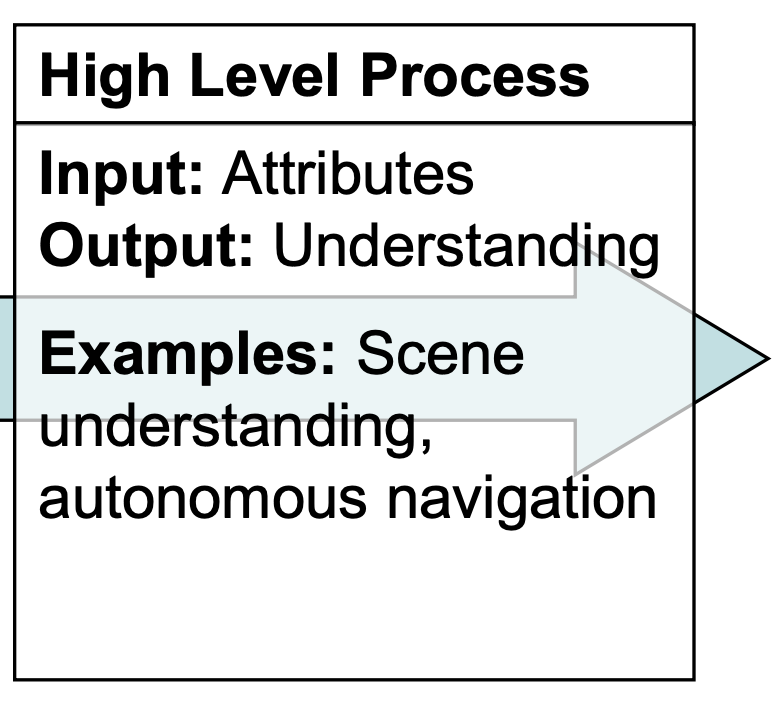 High Level Process
Input: Attributes
Output: Understanding
Examples: Scene
understanding,
autonomous navigation